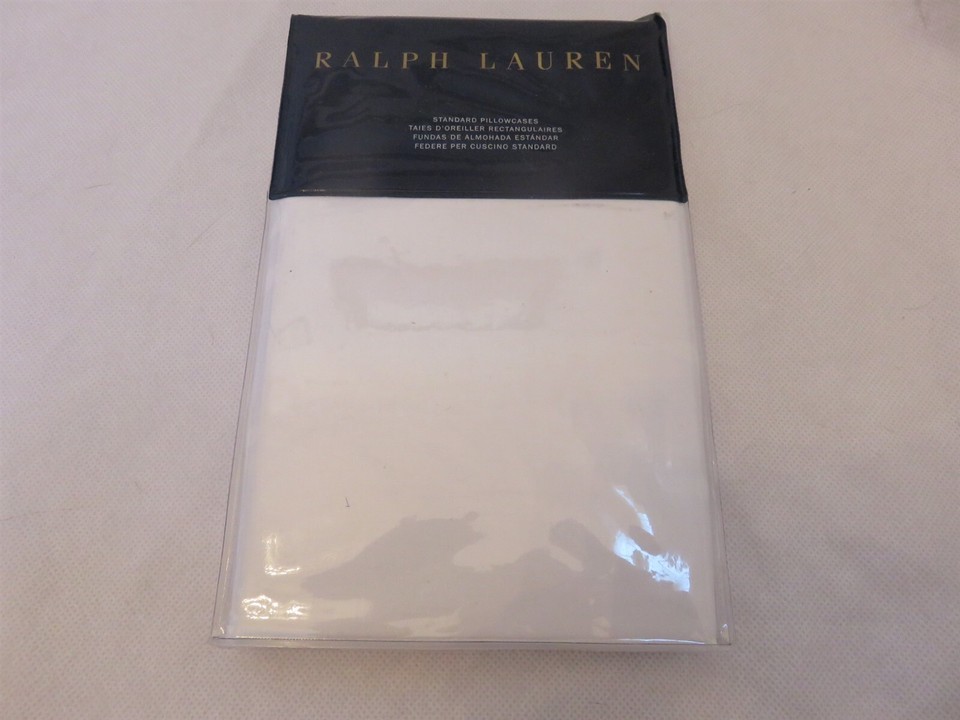 RALPH LAUREN
STANDARD PILLOWCASES
TAIES D'OREILLER RECTANGULAIRES
FUNDAS DE ALMOHADA ESTÁNDAR
FEDERE PER CUSCINO STANDARD